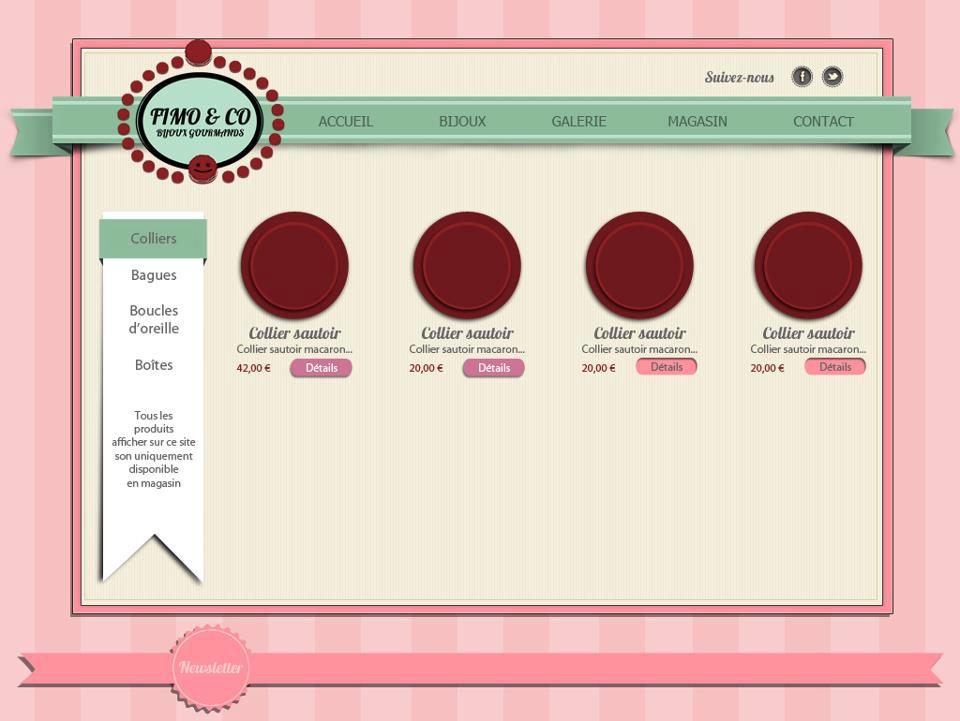 Suivez-nous
FIMO & CO
BIJOUX GOURMANDS
ACCUEIL
BIJOUX
GALERIE
MAGASIN
CONTACT
Colliers
Bagues
Boucles
d'oreille
Boîtes
Tous les
produits
afficher sur ce site
son uniquement
disponible
en magasin
Collier sautoir
Collier sautoir macaron...
42,00 €
Détails
Collier sautoir
Collier sautoir macaron...
20,00 €
Détails
Collier sautoir
Collier sautoir macaron...
20,00 €
Détails
Collier sautoir
Collier sautoir macaron...
20,00 €
Détails
Newsletter